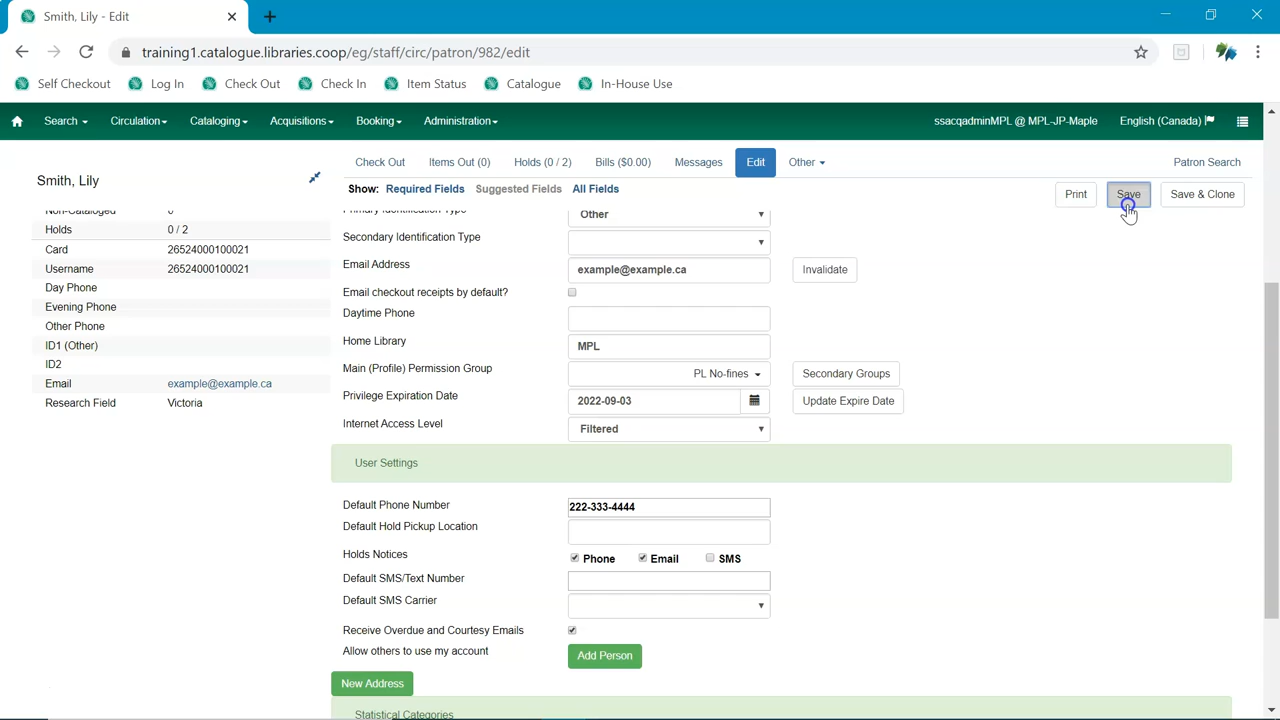 Smith, Lily - Edit
training1.catalogue.libraries.coop/eg/staff/circ/patron/982/edit
Self Checkout Log In Check Out Check In Item Status Catalogue In-House Use
Search Circulation Cataloging Acquisitions Booking Administration ssacqadminMPL @ MPL-JP-Maple English (Canada)
Check Out Items Out (0) Holds (0 / 2) Bills ($0.00) Messages Edit Other Patron Search
Smith, Lily
Show: Required Fields Suggested Fields All Fields Print Save Save & Clone
Non-Cataloged 0
Holds 0 / 2
Card 26524000100021
Username 26524000100021
Day Phone
Evening Phone
Other Phone
ID1 (Other)
ID2
Email example@example.ca
Research Field Victoria
Primary Identification Type Other
Secondary Identification Type
Email Address example@example.ca Invalidate
Email checkout receipts by default?
Daytime Phone
Home Library MPL
Main (Profile) Permission Group PL No-fines Secondary Groups
Privilege Expiration Date 2022-09-03 Update Expire Date
Internet Access Level Filtered
User Settings
Default Phone Number 222-333-4444
Default Hold Pickup Location
Holds Notices Phone Email SMS
Default SMS/Text Number
Default SMS Carrier
Receive Overdue and Courtesy Emails
Allow others to use my account Add Person
New Address
Statistical Categories